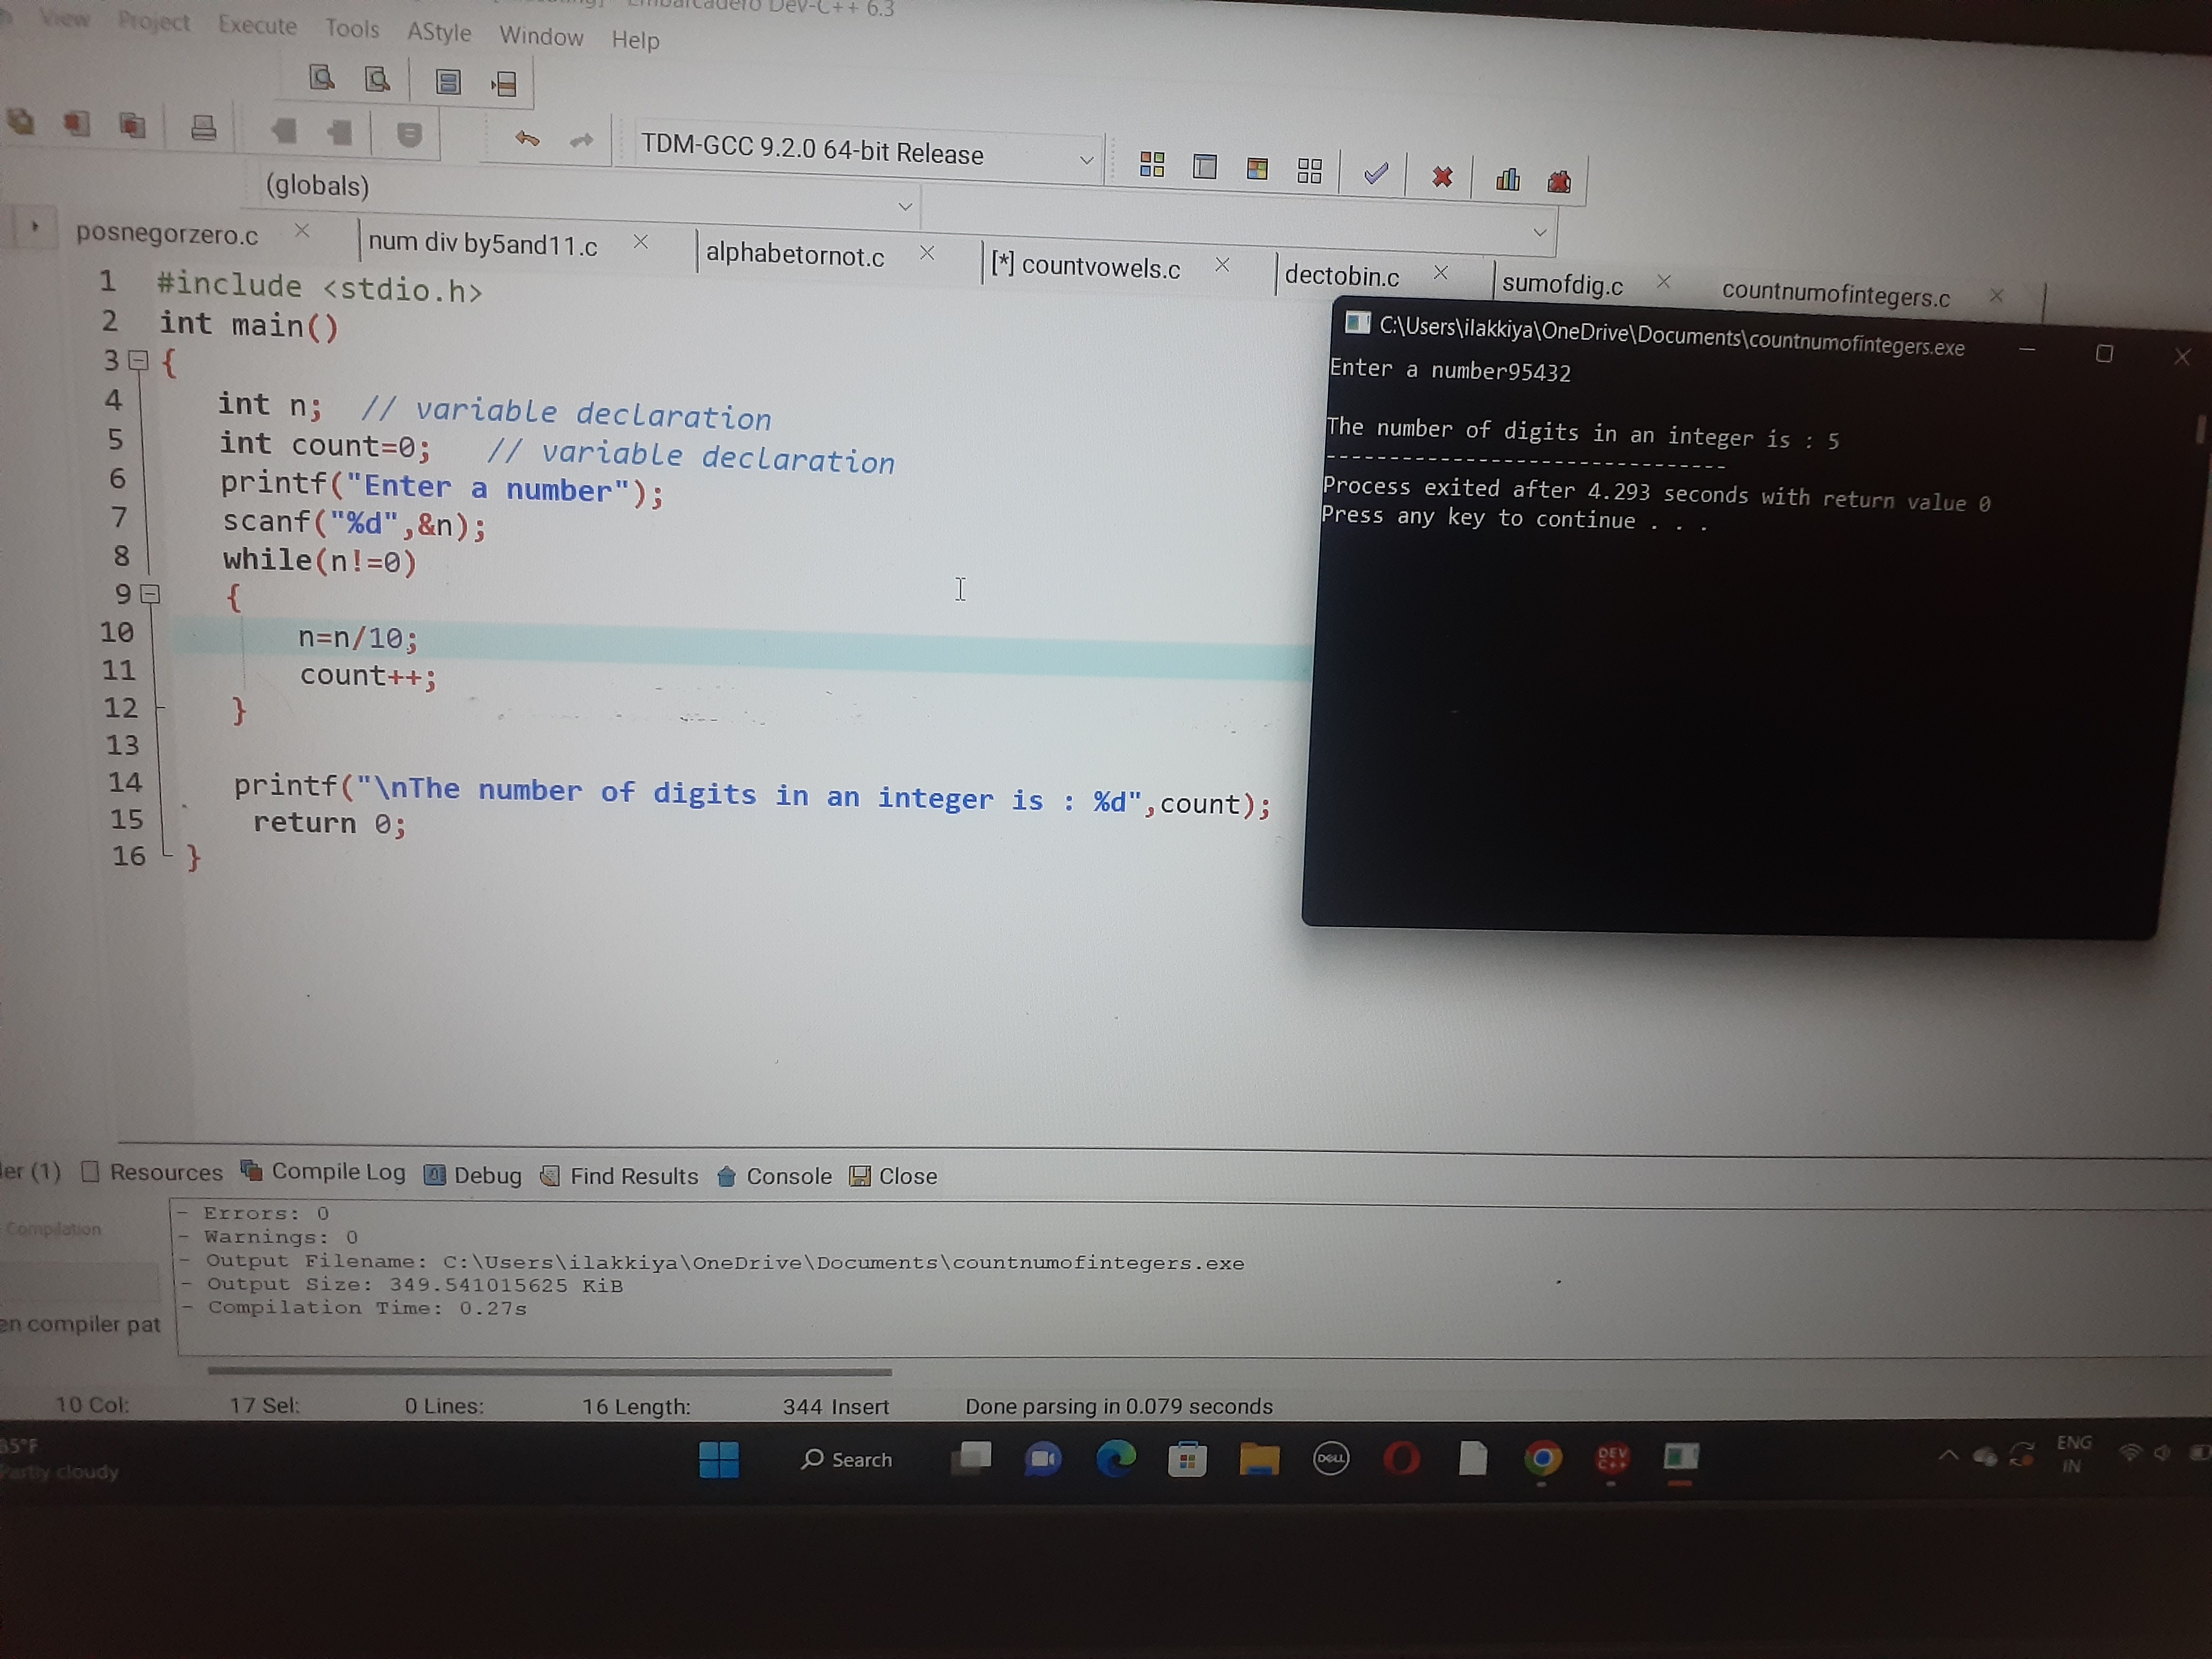 Embarcadero Dev-C++ 6.3
View Project Execute Tools AStyle Window Help
TDM-GCC 9.2.0 64-bit Release
(globals)
posnegorzero.c
num div by5and11.c
alphabetornot.c
[*] countvowels.c
dectobin.c
sumofdig.c
countnumofintegers.c
1 #include <stdio.h>
2 int main()
3 {
4 int n; // variable declaration
5 int count=0; // variable declaration
6 printf("Enter a number");
7 scanf("%d",&n);
8 while(n!=0)
9 {
10 n=n/10;
11 count++;
12 }
13
14 printf("\nThe number of digits in an integer is : %d",count);
15 return 0;
16 }
C:\Users\ilakkiya\OneDrive\Documents\countnumofintegers.exe
Enter a number95432
The number of digits in an integer is : 5
--------------------------------
Process exited after 4.293 seconds with return value 0
Press any key to continue . . .
er (1) Resources Compile Log Debug Find Results Console Close
Compilation
en compiler pat
- Errors: 0
- Warnings: 0
- Output Filename: C:\Users\ilakkiya\OneDrive\Documents\countnumofintegers.exe
- Output Size: 349.541015625 KiB
- Compilation Time: 0.27s
10 Col: 17 Sel: 0 Lines: 16 Length: 344 Insert Done parsing in 0.079 seconds
85°F
Partly cloudy
Search
DELL
DEV
C++
ENG
IN